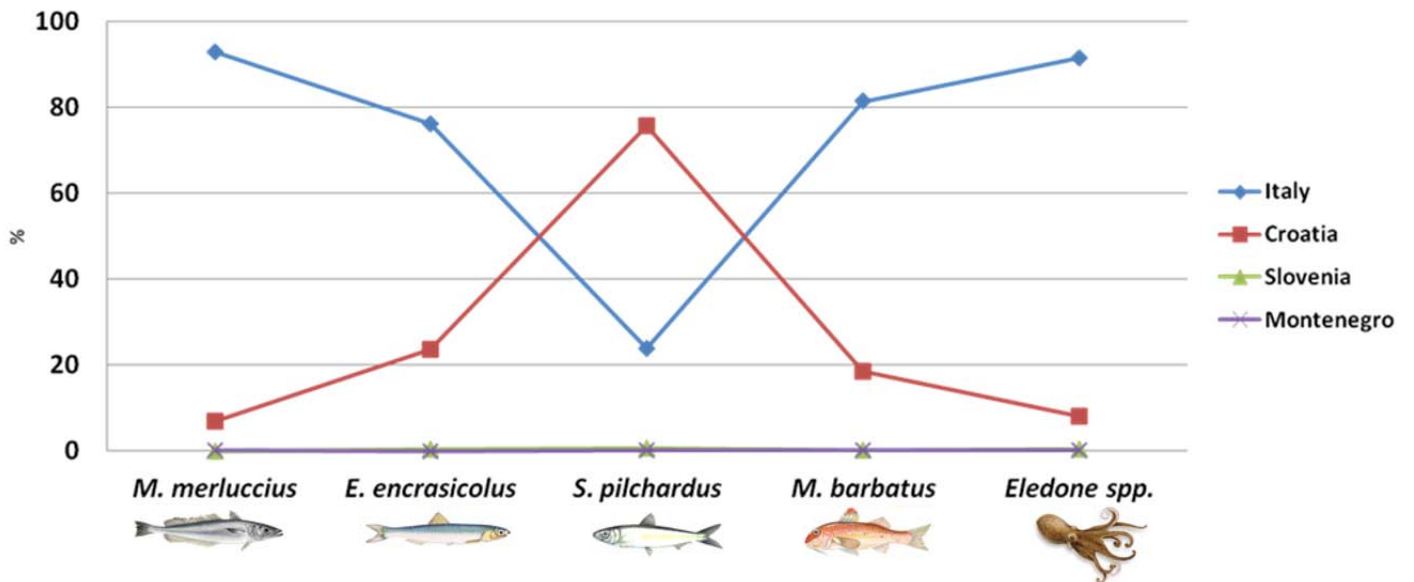 100
80
60
40
20
0
%
M. merluccius
E. encrasicolus
S. pilchardus
M. barbatus
Eledone spp.
Italy
Croatia
Slovenia
Montenegro